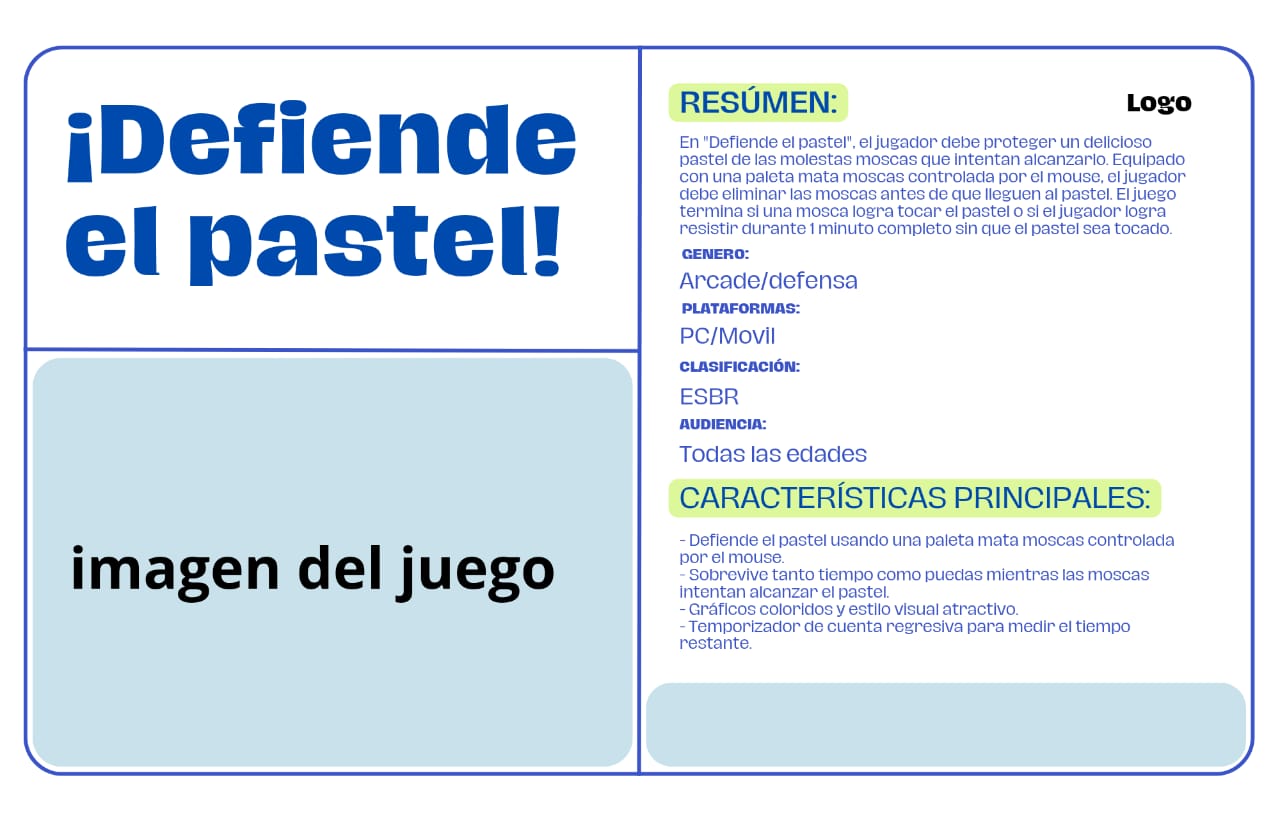 ¡Defiende
el pastel!
imagen del juego
RESÚMEN:
Logo
En "Defiende el pastel", el jugador debe proteger un delicioso
pastel de las molestas moscas que intentan alcanzarlo. Equipado
con una paleta mata moscas controlada por el mouse, el jugador
debe eliminar las moscas antes de que lleguen al pastel. El juego
termina si una mosca logra tocar el pastel o si el jugador logra
resistir durante 1 minuto completo sin que el pastel sea tocado.
GENERO:
Arcade/defensa
PLATAFORMAS:
PC/Movil
CLASIFICACIÓN:
ESBR
AUDIENCIA:
Todas las edades
CARACTERÍSTICAS PRINCIPALES:
- Defiende el pastel usando una paleta mata moscas controlada
por el mouse.
- Sobrevive tanto tiempo como puedas mientras las moscas
intentan alcanzar el pastel.
- Gráficos coloridos y estilo visual atractivo.
- Temporizador de cuenta regresiva para medir el tiempo
restante.